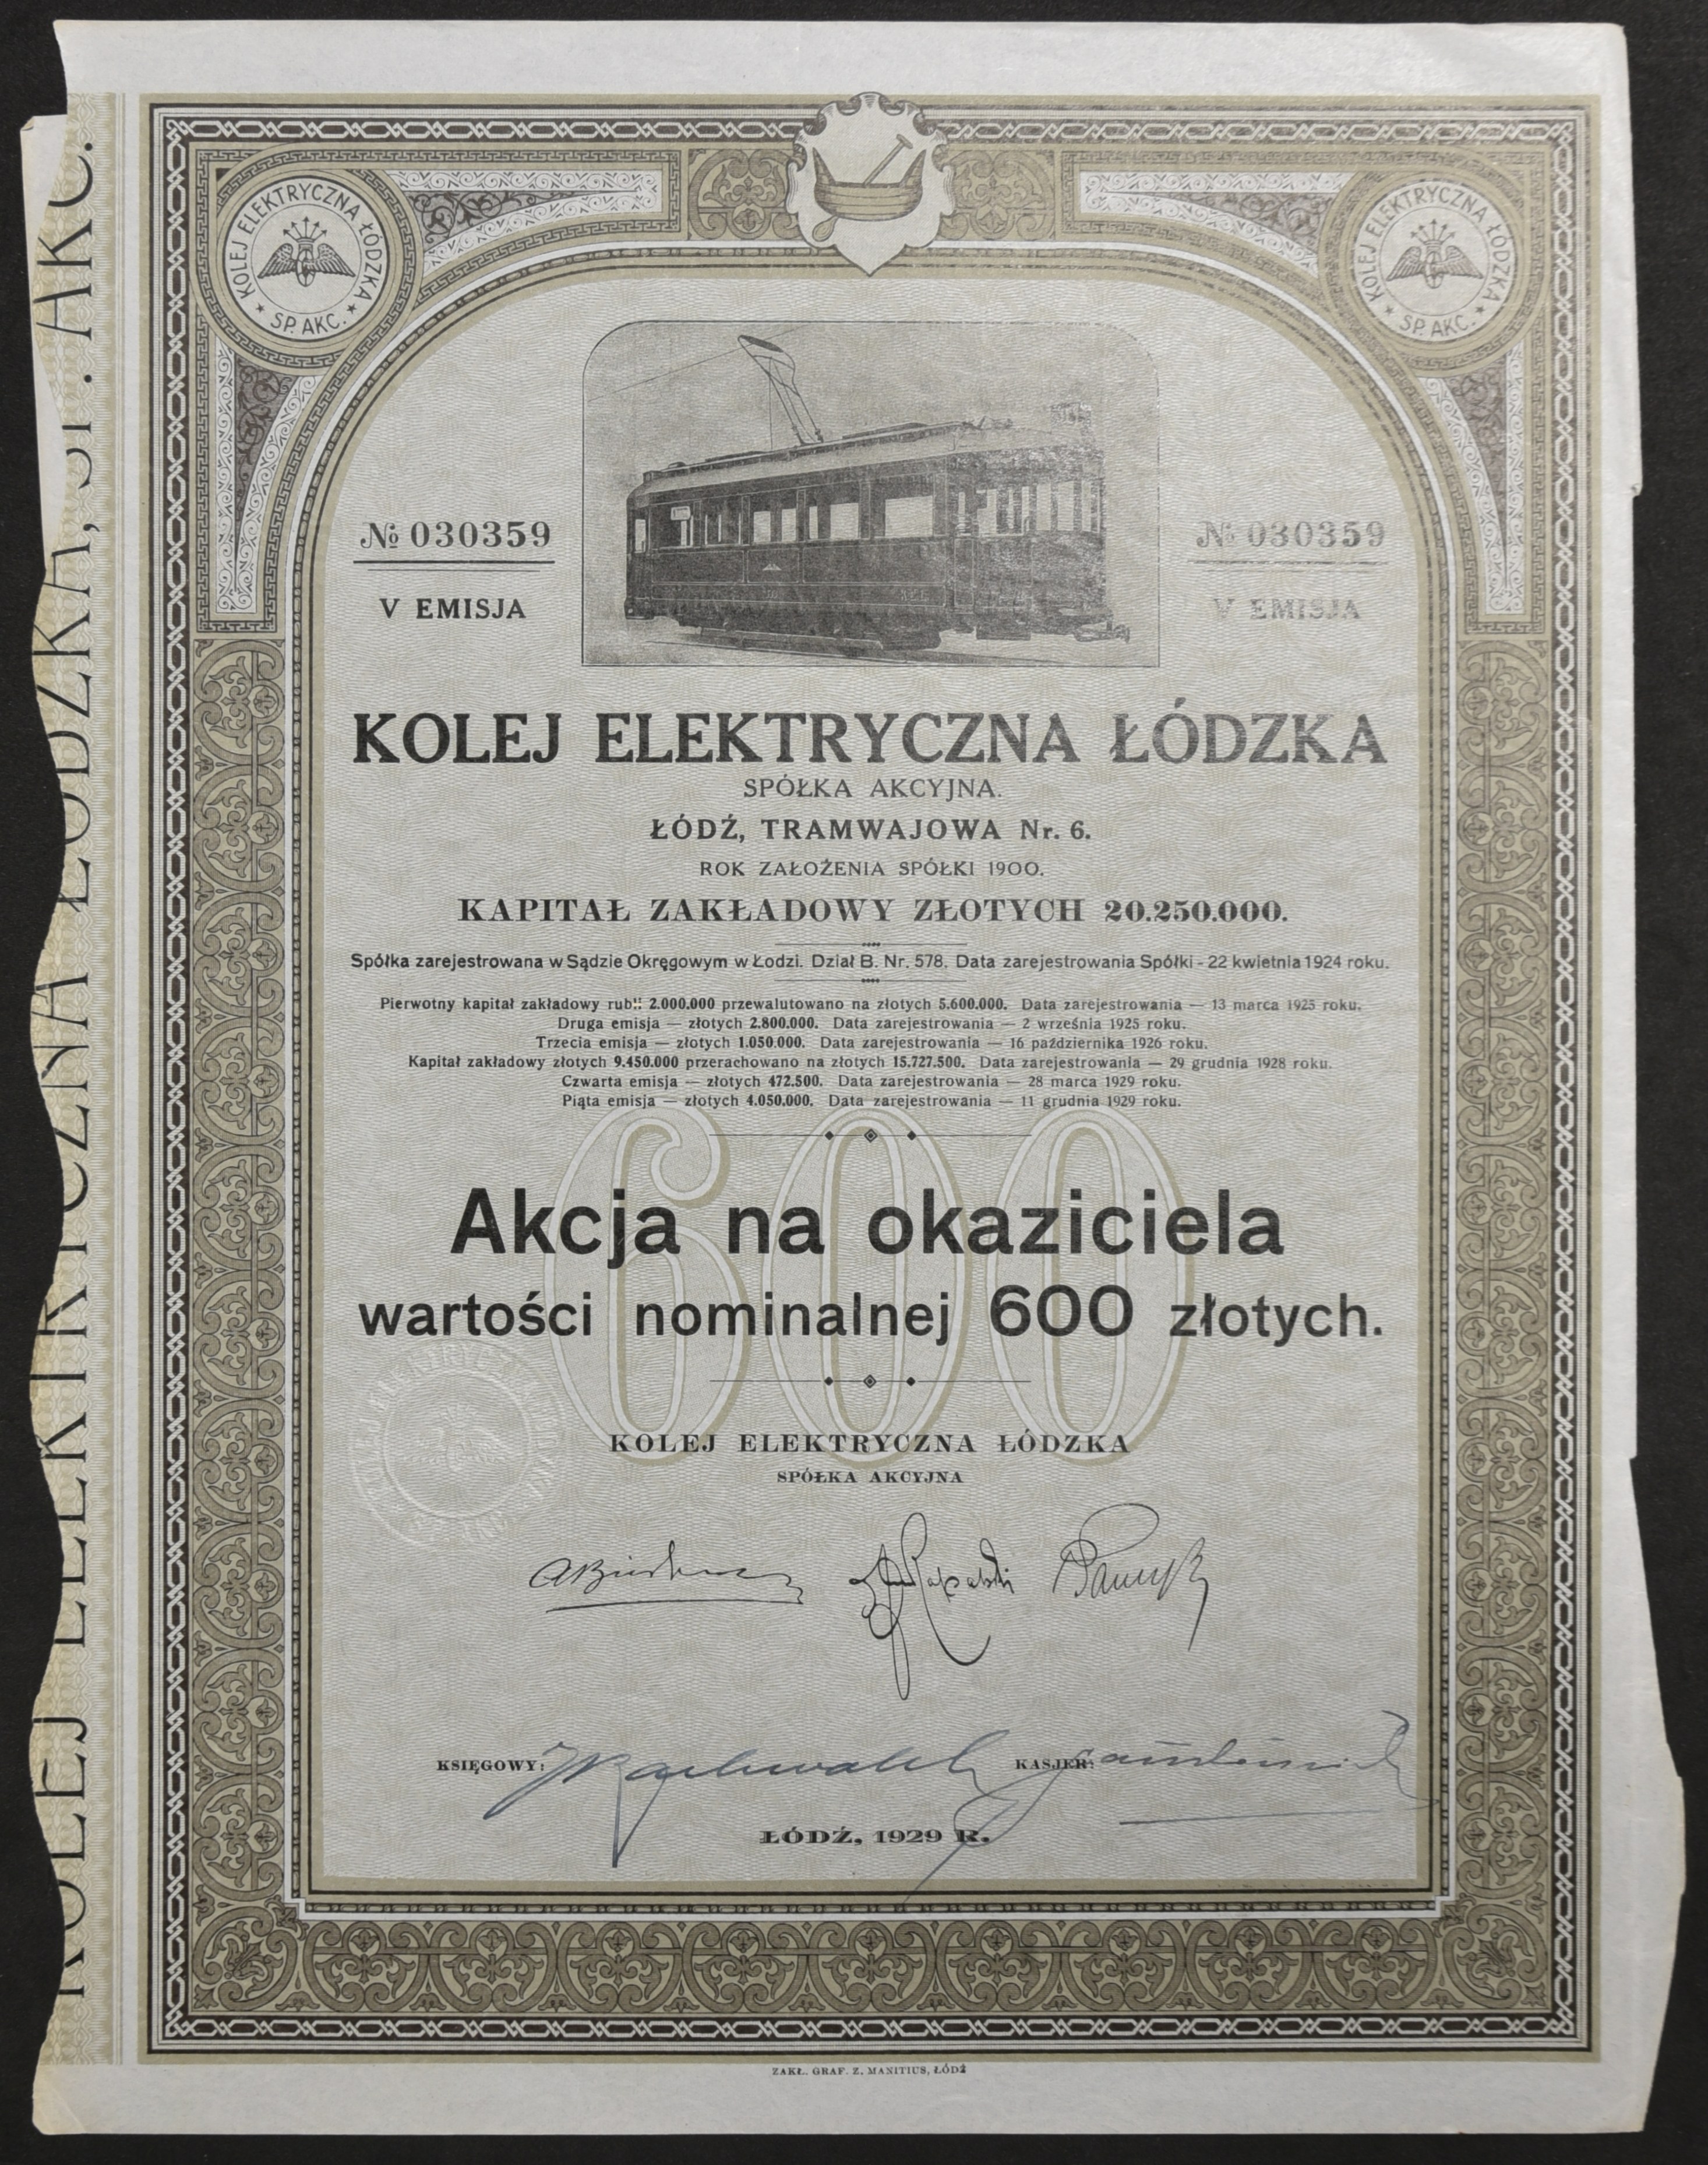 KOLEJ ELEKTRYCZNA ŁÓDZKA, SP. AKC.
KOLEJ ELEKTRYCZNA ŁÓDZKA
SP. AKC.
KOLEJ ELEKTRYCZNA ŁÓDZKA
SP. AKC.
№ 030359
№ 030359
V EMISJA
V EMISJA
KOLEJ ELEKTRYCZNA ŁÓDZKA
SPÓŁKA AKCYJNA.
ŁÓDŹ, TRAMWAJOWA Nr. 6.
ROK ZAŁOŻENIA SPÓŁKI 1900.
KAPITAŁ ZAKŁADOWY ZŁOTYCH 20.250.000.
Spółka zarejestrowana w Sądzie Okręgowym w Łodzi. Dział B. Nr. 578. Data zarejestrowania Spółki - 22 kwietnia 1924 roku.
Pierwotny kapitał zakładowy rub!! 2.000.000 przewalutowano na złotych 5.600.000. Data zarejestrowania — 13 marca 1925 roku.
Druga emisja — złotych 2.800.000. Data zarejestrowania — 2 września 1925 roku.
Trzecia emisja — złotych 1.050.000. Data zarejestrowania — 16 października 1926 roku.
Kapitał zakładowy złotych 9.450.000 przerachowano na złotych 15.727.500. Data zarejestrowania — 29 grudnia 1928 roku.
Czwarta emisja — złotych 472.500. Data zarejestrowania — 28 marca 1929 roku.
Piąta emisja — złotych 4.050.000. Data zarejestrowania — 11 grudnia 1929 roku.
600
Akcja na okaziciela
wartości nominalnej 600 złotych.
KOLEJ ELEKTRYCZNA ŁÓDZKA
SPÓŁKA AKCYJNA
KSIĘGOWY:
KASJER:
ŁÓDŹ, 1929 R.
ZAKŁ. GRAF. Z. MANITIUS, ŁÓDŹ